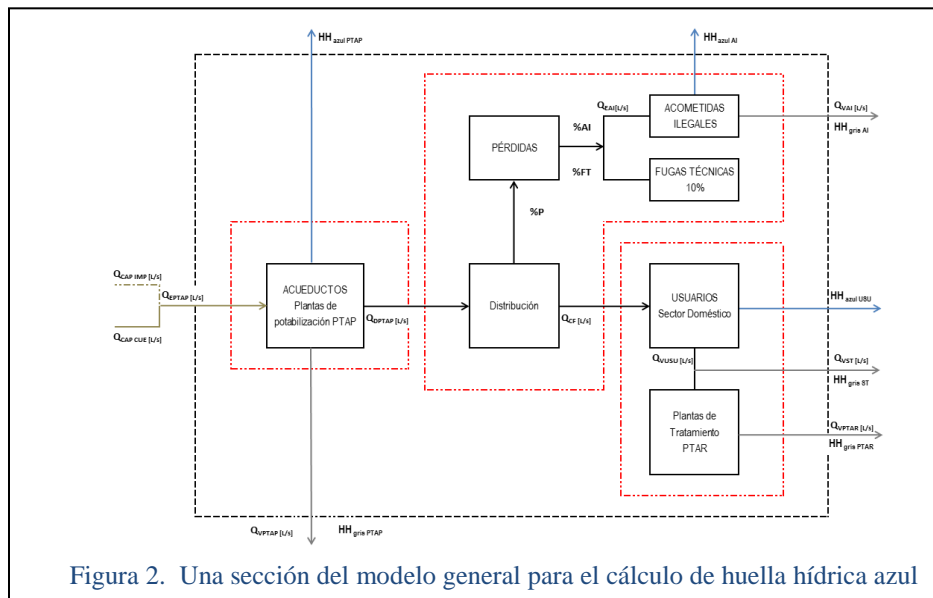 HH azul PTAP
HH azul AI
Q EAI[L/s]
ACOMETIDAS
ILEGALES
Q VAI [L/s]
HH gris AI
PÉRDIDAS
%AI
%FT
FUGAS TÉCNICAS
10%
%P
Q CAP IMP [L/s]
Q EPTAP [L/s]
Q CAP CUE [L/s]
ACUEDUCTOS
Plantas de
potabilización PTAP
Q DPTAP [L/s]
Distribución
Q CF [L/s]
USUARIOS
Sector Doméstico
HH azul USU
Q VUSU [L/s]
Q VST [L/s]
HH gris ST
Plantas de
Tratamiento
PTAR
Q VPTAR [L/s]
HH gris PTAR
Q VPTAP [L/s]
HH gris PTAP
Figura 2. Una sección del modelo general para el cálculo de huella hídrica azul